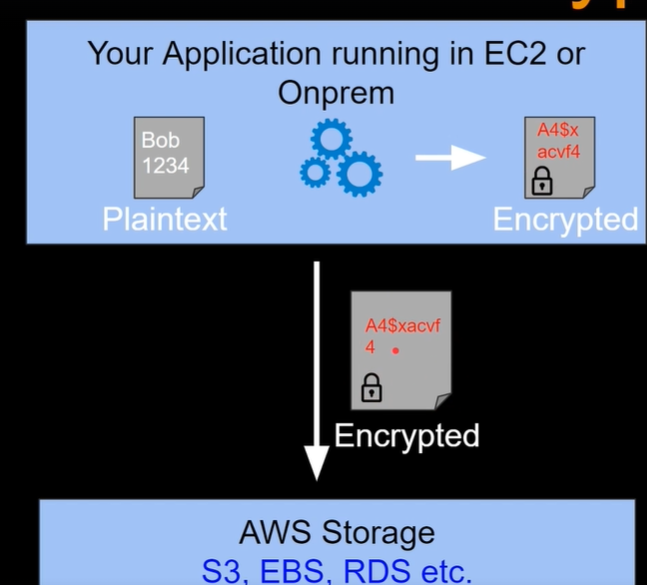 Your Application running in EC2 or
Onprem
Bob
1234
Plaintext
A4$x
acvf4
Encrypted
A4$xacvf
4
Encrypted
AWS Storage
S3, EBS, RDS etc.